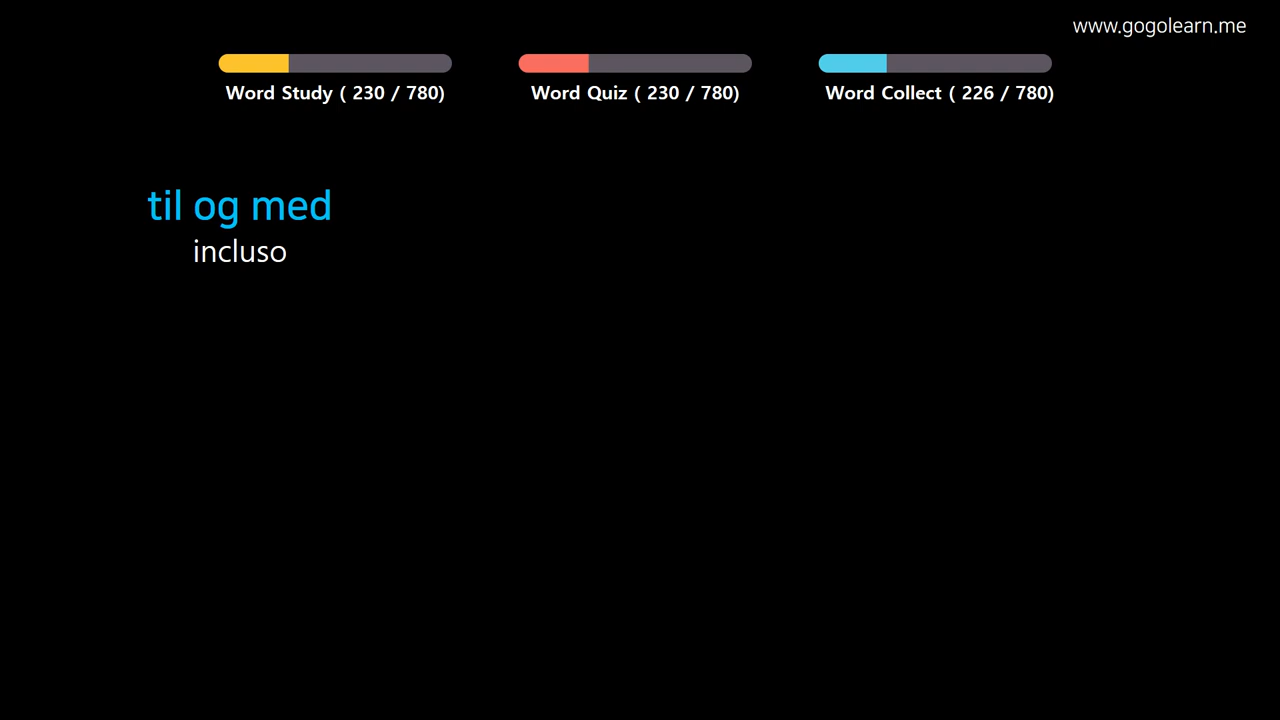 www.gogolearn.me
Word Study ( 230 / 780)
Word Quiz ( 230 / 780)
Word Collect ( 226 / 780)
til og med
incluso